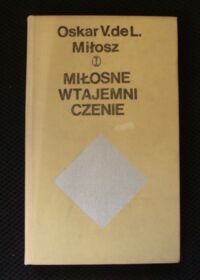 Oskar V. de L.
Miłosz
MIŁOSNE
WTAJEMNI
CZENIE